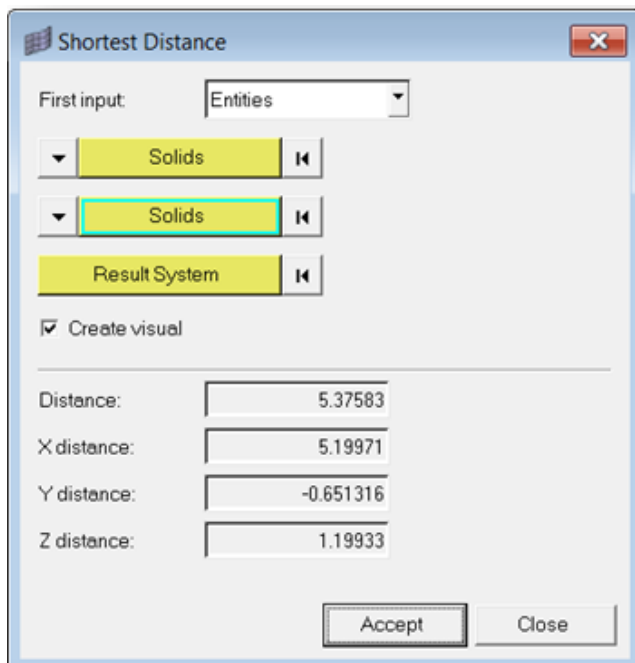 Shortest Distance
First input: Entities
Solids
Solids
Result System
Create visual
Distance: 5.37583
X distance: 5.19971
Y distance: -0.651316
Z distance: 1.19933
Accept Close